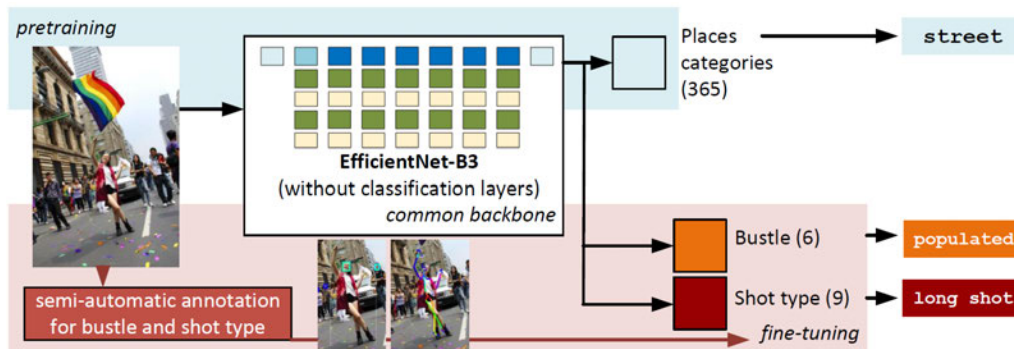 pretraining
Places
categories
(365)
street
EfficientNet-B3
(without classification layers)
common backbone
Bustle (6)
populated
semi-automatic annotation
for bustle and shot type
Shot type (9)
long shot
fine-tuning